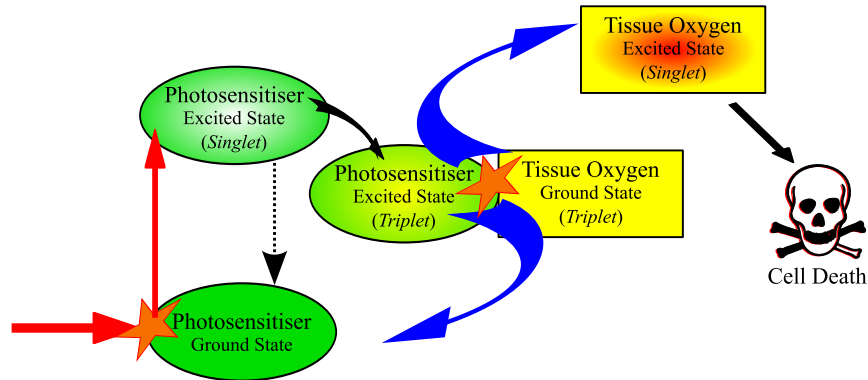 Tissue Oxygen
Excited State
(Singlet)
Photosensitiser
Excited State
(Singlet)
Photosensitiser
Excited State
(Triplet)
Tissue Oxygen
Ground State
(Triplet)
Cell Death
Photosensitiser
Ground State